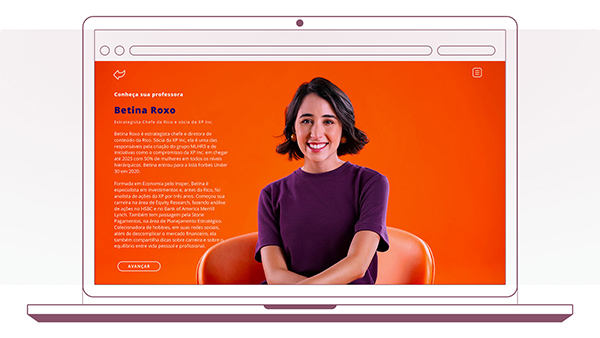 Conheça sua professora
Betina Roxo
Estrategista Chefe da Rico e sócia da XP Inc.
Betina Roxo é estrategista-chefe e diretora de
conteúdo da Rico. Sócia da XP Inc, ela é uma das
responsáveis pela criação do grupo MLHR3 e de
iniciativas como o compromisso da XP Inc. em chegar
até 2025 com 50% de mulheres em todos os níveis
hierárquicos. Betina entrou para a lista Forbes Under
30 em 2020.
Formada em Economia pelo Insper, Betina é
especialista em investimentos e, antes da Rico, foi
analista de ações da XP por três anos. Começou sua
carreira na área de Equity Research, fazendo análise
de ações no HSBC e no Bank of America Merrill
Lynch. Também tem passagem pela Stone
Pagamentos, na área de Planejamento Estratégico.
Colecionadora de hobbies, em suas redes sociais,
além de descomplicar o mercado financeiro, ela
também compartilha dicas sobre carreira e sobre o
equilíbrio entre vida pessoal e profissional.
AVANÇAR